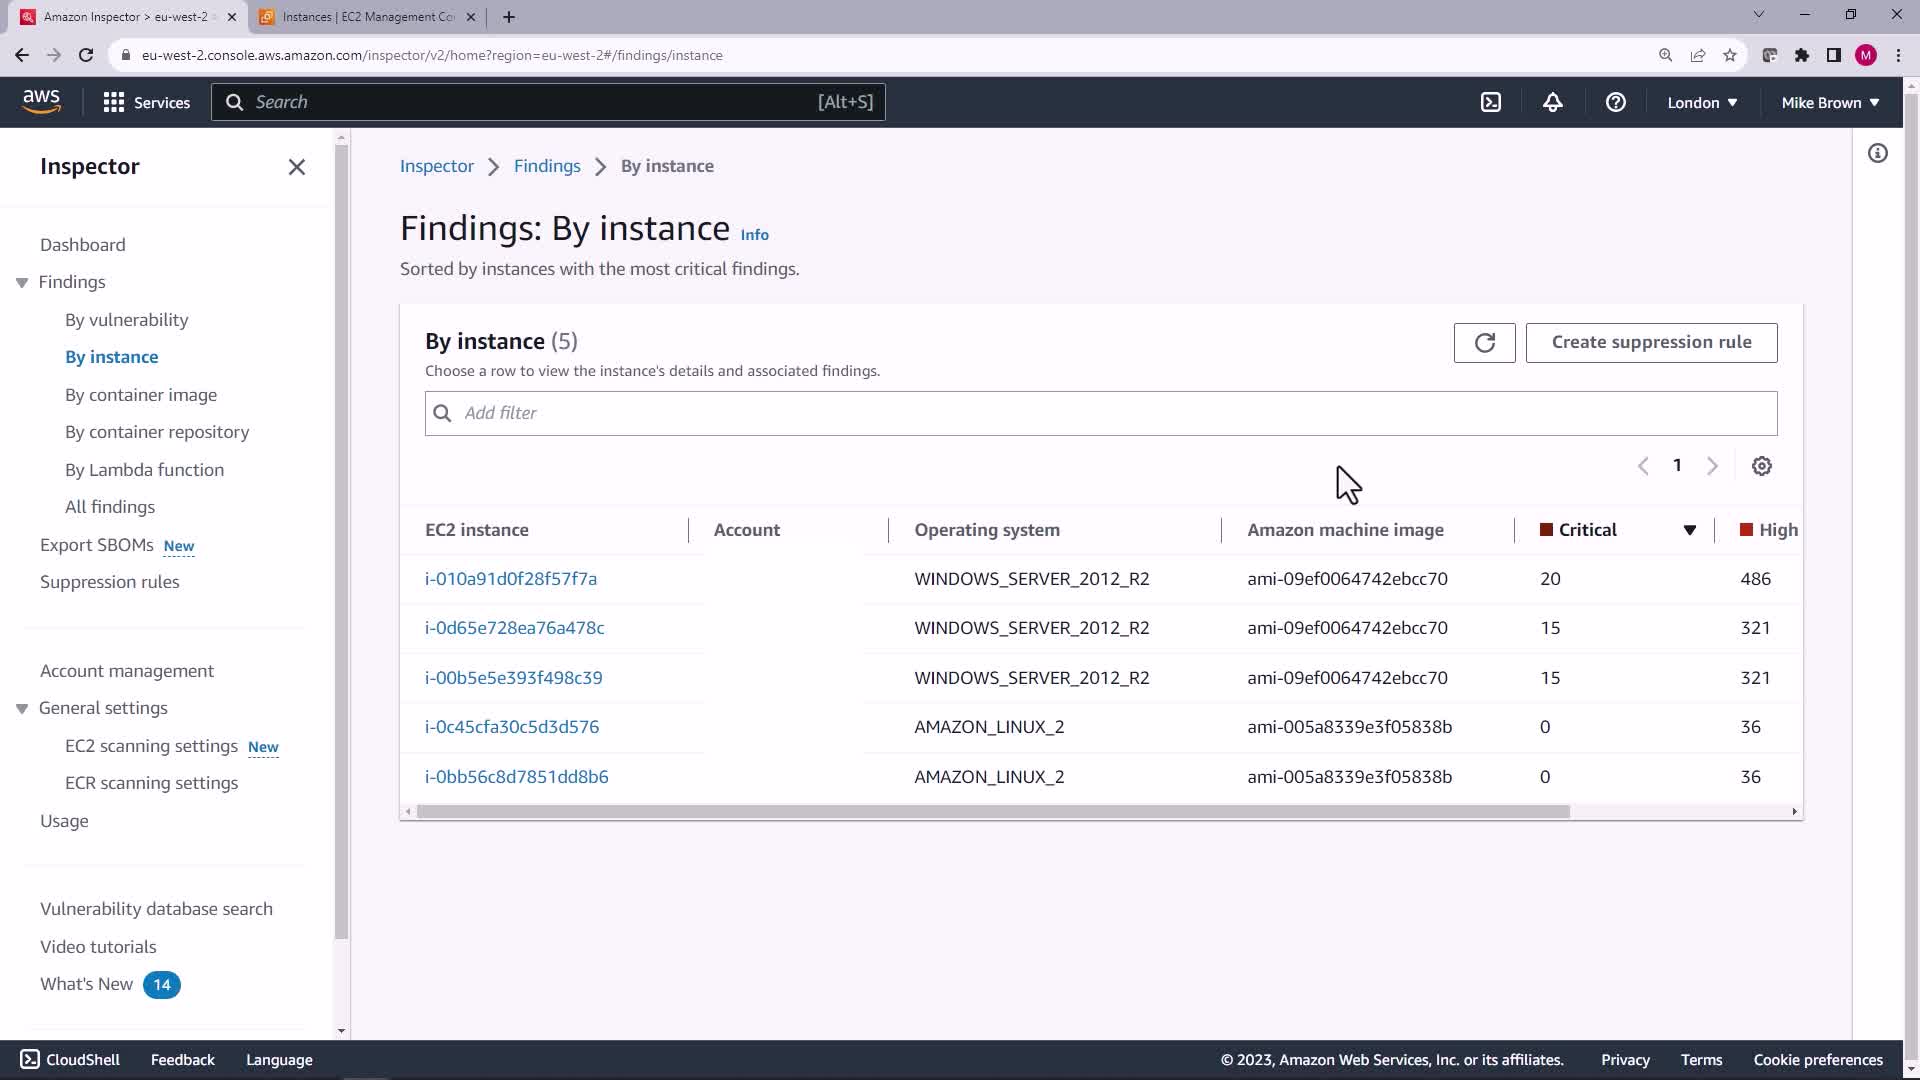 Amazon Inspector > eu-west-2
Instances | EC2 Management Co
eu-west-2.console.aws.amazon.com/inspector/v2/home?region=eu-west-2#/findings/instance
M
aws
Services
Search
[Alt+S]
London
Mike Brown
Inspector
Dashboard
Findings
By vulnerability
By instance
By container image
By container repository
By Lambda function
All findings
Export SBOMs New
Suppression rules
Account management
General settings
EC2 scanning settings New
ECR scanning settings
Usage
Vulnerability database search
Video tutorials
What's New 14
Inspector > Findings > By instance
Findings: By instance Info
Sorted by instances with the most critical findings.
By instance (5)
Choose a row to view the instance's details and associated findings.
Create suppression rule
Add filter
1
EC2 instance Account Operating system Amazon machine image Critical High
i-010a91d0f28f57f7a WINDOWS_SERVER_2012_R2 ami-09ef0064742ebcc70 20 486
i-0d65e728ea76a478c WINDOWS_SERVER_2012_R2 ami-09ef0064742ebcc70 15 321
i-00b5e5e393f498c39 WINDOWS_SERVER_2012_R2 ami-09ef0064742ebcc70 15 321
i-0c45cfa30c5d3d576 AMAZON_LINUX_2 ami-005a8339e3f05838b 0 36
i-0bb56c8d7851dd8b6 AMAZON_LINUX_2 ami-005a8339e3f05838b 0 36
CloudShell
Feedback
Language
© 2023, Amazon Web Services, Inc. or its affiliates.
Privacy
Terms
Cookie preferences